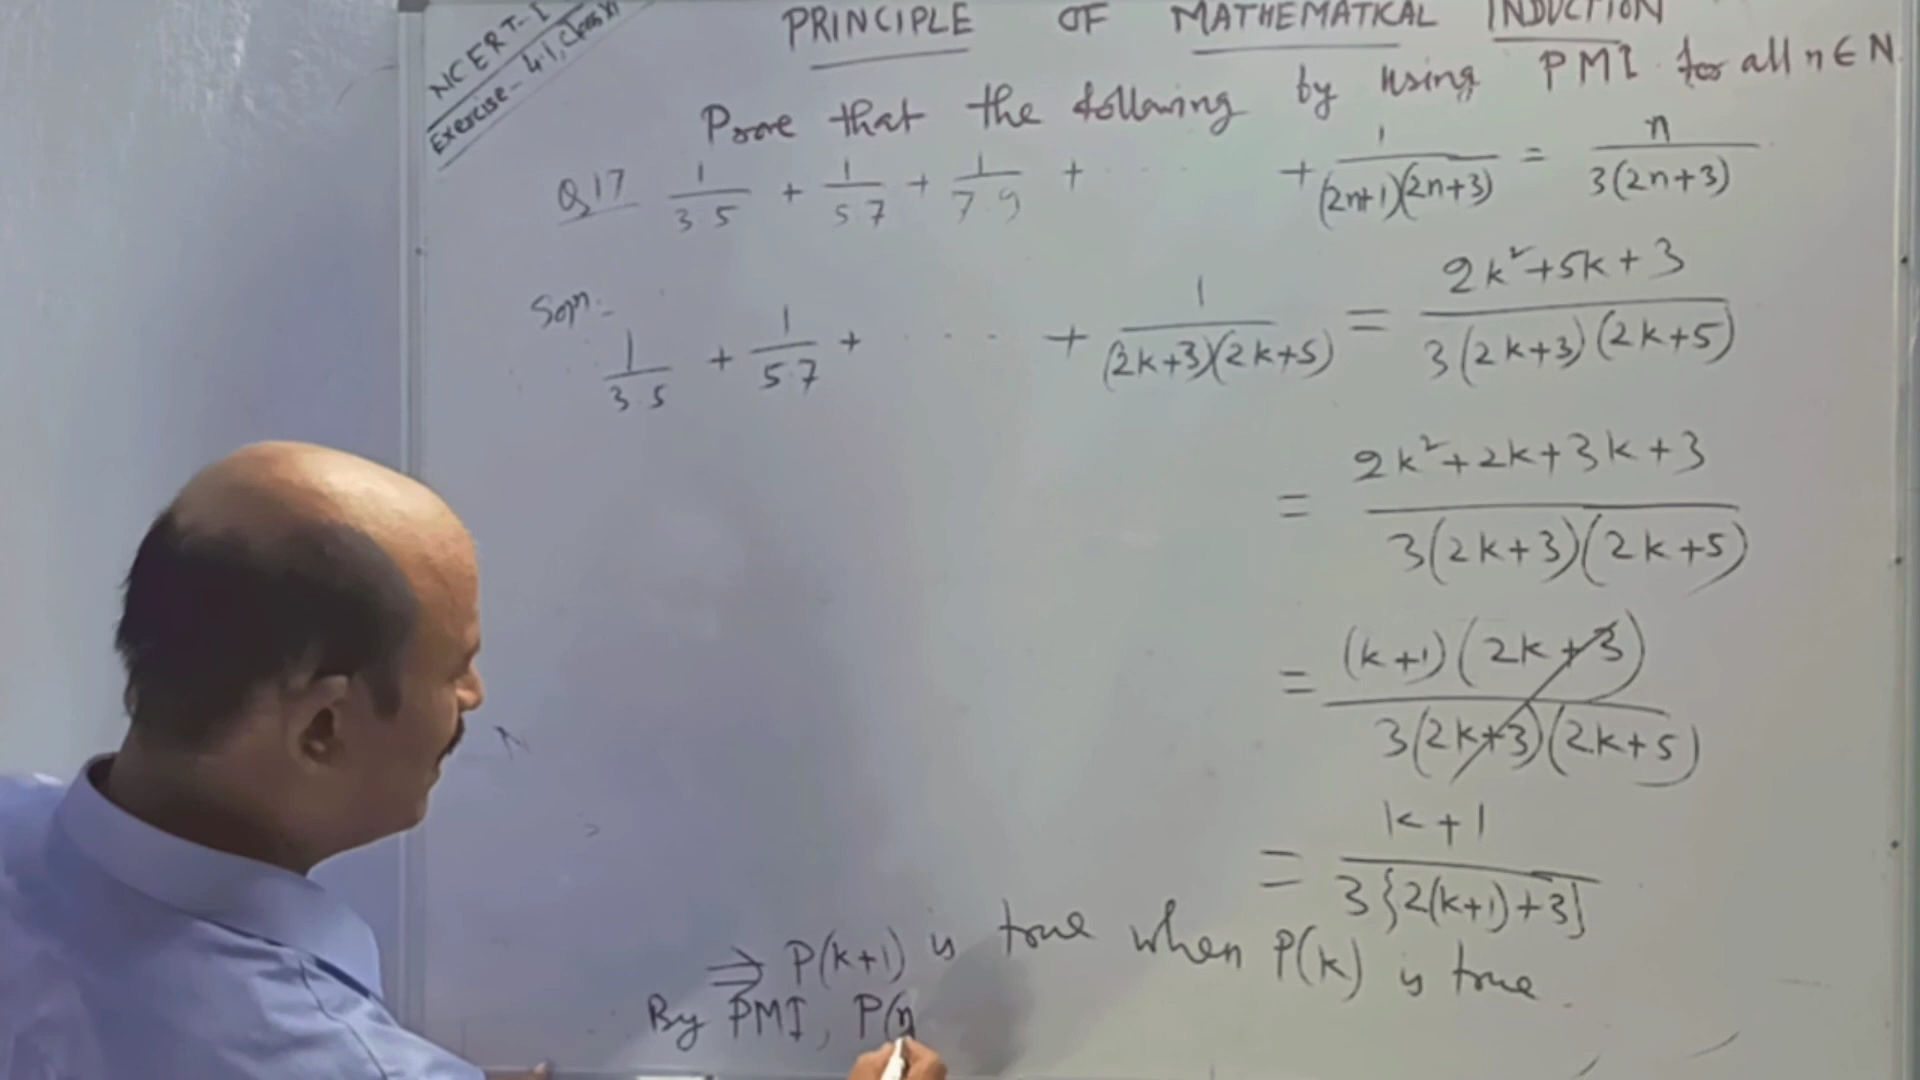 NCERT-I
Exercise-4.1, Class XI
PRINCIPLE OF MATHEMATICAL INDUCTION
Prove that the following by using PMI for all n ∈ N
Q17 1/3.5 + 1/5.7 + 1/7.9 + ..... + 1/(2n+1)(2n+3) = n/3(2n+3)
Soln.
1/3.5 + 1/5.7 + ..... + 1/(2k+3)(2k+5) = 2k²+5k+3/3(2k+3)(2k+5)
= 2k²+2k+3k+3/3(2k+3)(2k+5)
= (k+1)(2k+3)/3(2k+3)(2k+5)
= k+1/3{2(k+1)+3}
⇒ P(k+1) is true when P(k) is true.
By PMI, P(n